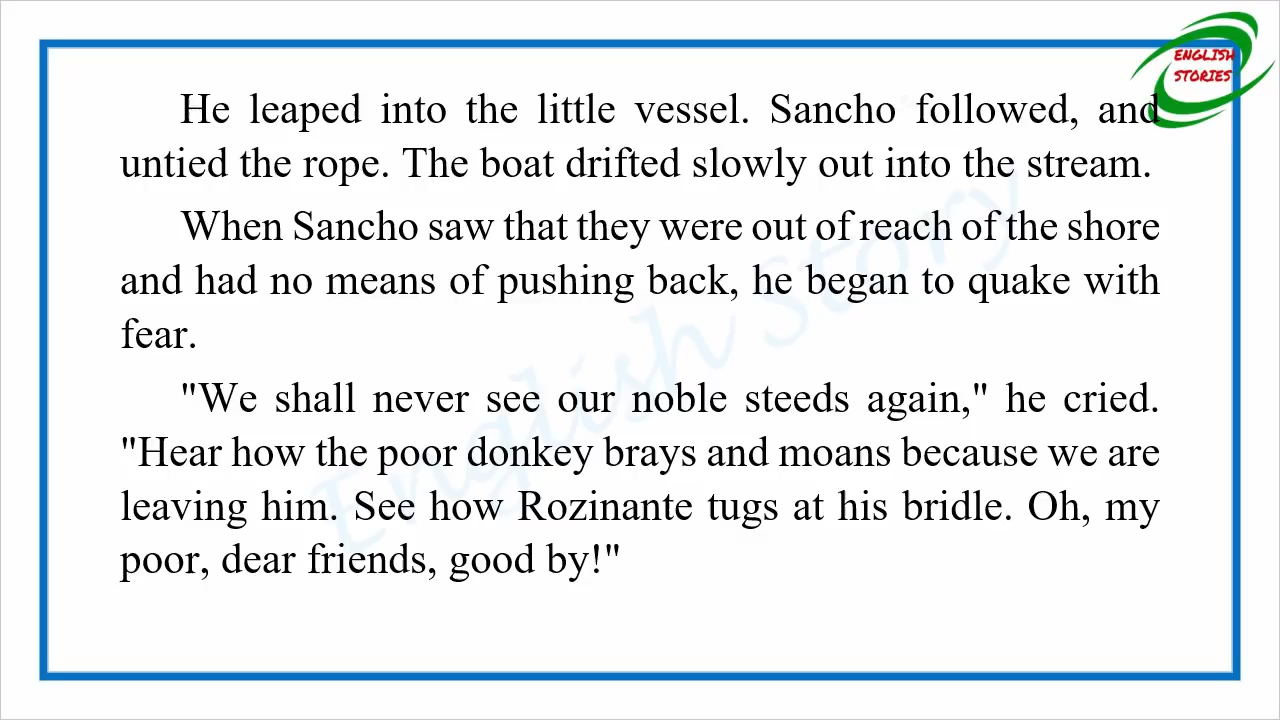 ENGLISH
STORIES
He leaped into the little vessel. Sancho followed, and
untied the rope. The boat drifted slowly out into the stream.
When Sancho saw that they were out of reach of the shore
and had no means of pushing back, he began to quake with
fear.
"We shall never see our noble steeds again," he cried.
"Hear how the poor donkey brays and moans because we are
leaving him. See how Rozinante tugs at his bridle. Oh, my
poor, dear friends, good by!"
English Story